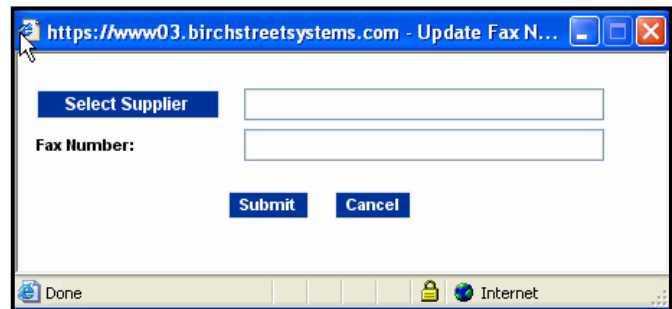 https://www03.birchstreetsystems.com - Update Fax N...
Select Supplier
Fax Number:
Submit Cancel
Done Internet